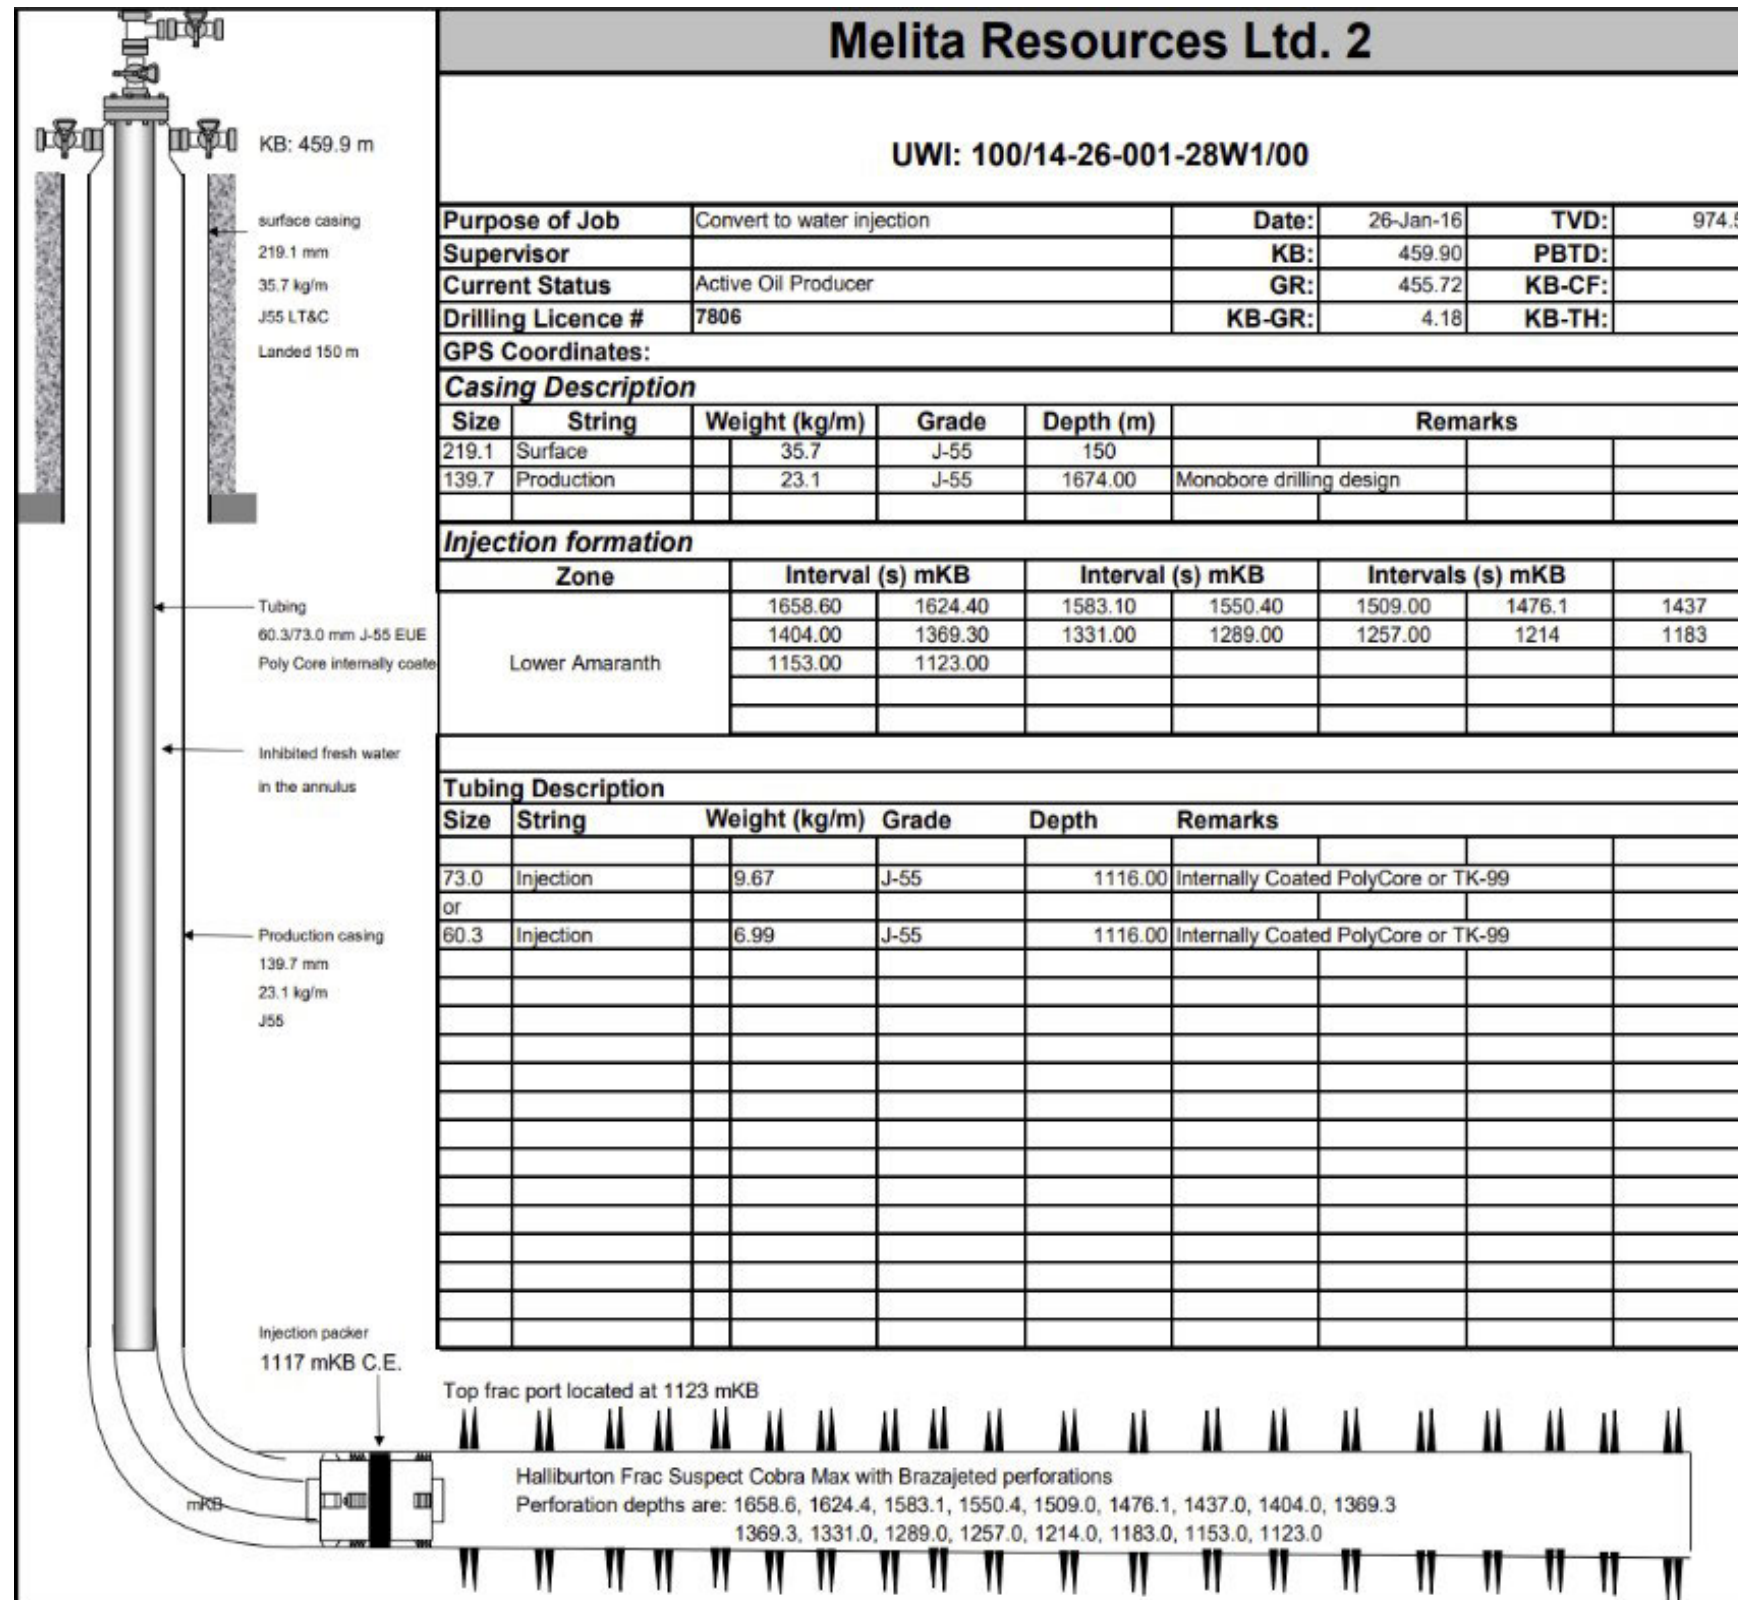 Melita Resources Ltd. 2
UWI: 100/14-26-001-28W1/00
KB: 459.9 m
surface casing
219.1 mm
35.7 kg/m
J55 LT&C
Landed 150 m
Tubing
60.3/73.0 mm J-55 EUE
Poly Core internally coate
Inhibited fresh water
in the annulus
Production casing
139.7 mm
23.1 kg/m
J55
Injection packer
1117 mKB C.E.
mKB
Purpose of Job Convert to water injection Date: 26-Jan-16 TVD: 974.5
Supervisor KB: 459.90 PBTD:
Current Status Active Oil Producer GR: 455.72 KB-CF:
Drilling Licence # 7806 KB-GR: 4.18 KB-TH:
GPS Coordinates:
Casing Description
Size String Weight (kg/m) Grade Depth (m) Remarks
219.1 Surface 35.7 J-55 150
139.7 Production 23.1 J-55 1674.00 Monobore drilling design
Injection formation
Zone Interval (s) mKB Interval (s) mKB Intervals (s) mKB
1658.60 1624.40 1583.10 1550.40 1509.00 1476.1 1437
1404.00 1369.30 1331.00 1289.00 1257.00 1214 1183
Lower Amaranth 1153.00 1123.00
Tubing Description
Size String Weight (kg/m) Grade Depth Remarks
73.0 Injection 9.67 J-55 1116.00 Internally Coated PolyCore or TK-99
or
60.3 Injection 6.99 J-55 1116.00 Internally Coated PolyCore or TK-99
Top frac port located at 1123 mKB
Halliburton Frac Suspect Cobra Max with Brazajeted perforations
Perforation depths are: 1658.6, 1624.4, 1583.1, 1550.4, 1509.0, 1476.1, 1437.0, 1404.0, 1369.3
1369.3, 1331.0, 1289.0, 1257.0, 1214.0, 1183.0, 1153.0, 1123.0